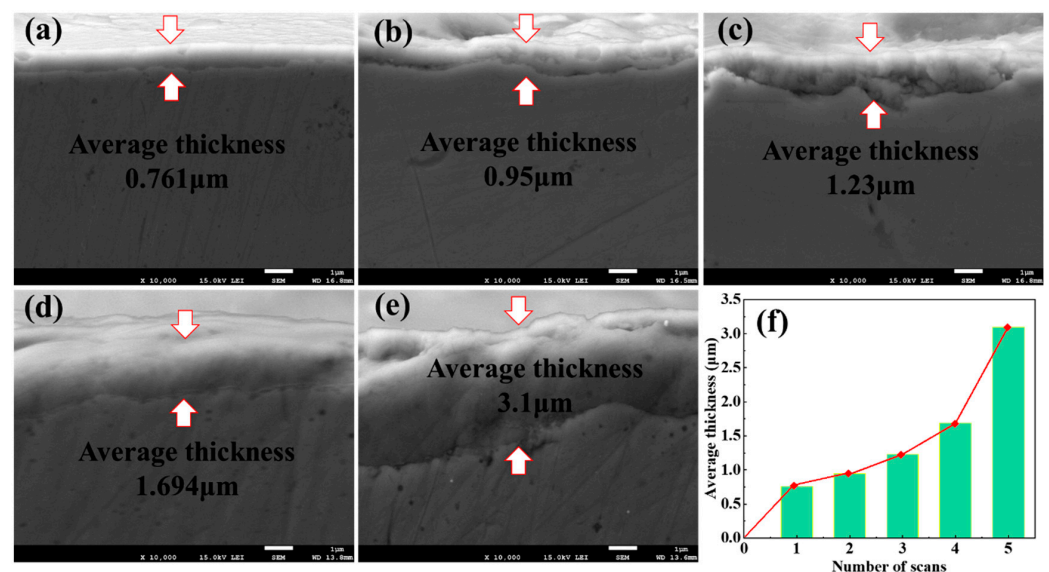 (a)
Average thickness
0.761μm
X 10,000 15.0kV LEI SEM 1μm WD 16.8mm
(b)
Average thickness
0.95μm
X 10,000 15.0kV LEI SEM 1μm WD 16.5mm
(c)
Average thickness
1.23μm
X 10,000 15.0kV LEI SEM 1μm WD 16.8mm
(d)
Average thickness
1.694μm
X 10,000 15.0kV LEI SEM 1μm WD 13.8mm
(e)
Average thickness
3.1μm
X 10,000 15.0kV LEI SEM 1μm WD 13.6mm
(f)
Average thickness (μm)
3.5
3.0
2.5
2.0
1.5
1.0
0.5
0.0
0 1 2 3 4 5
Number of scans